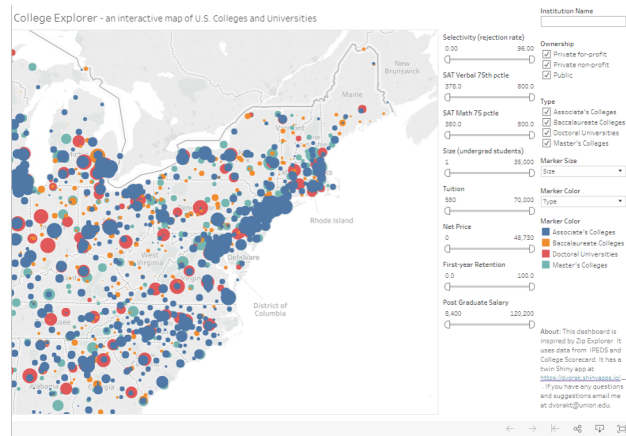 College Explorer - an interactive map of U.S. Colleges and Universities
New
Brunswick
Maine
Rhode Island
West
Virginia
Delaware
District of
Columbia
Alabama
Selectivity (rejection rate)
0.00 96.00
SAT Verbal 75th pctle
378.0 800.0
SAT Math 75 pctle
360.0 800.0
Size (undergrad students)
1 35,000
Tuition
580 70,000
Net Price
0 48,730
First-year Retention
0.0 100.0
Post Graduate Salary
8,400 120,200
Institution Name
Ownership
Private for-profit
Private non-profit
Public
Type
Associate's Colleges
Baccalaureate Colleges
Doctoral Universities
Master's Colleges
Marker Size
Size
Marker Color
Type
Marker Color
Associate's Colleges
Baccalaureate Colleges
Doctoral Universities
Master's Colleges
About: This dashboard is
inspired by Zip Explorer. It
uses data from IPEDS and
College Scorecard. It has a
twin Shiny app at
https://dvorak.shinyapps.io/...
. If you have any questions
and suggestions email me
at dvorakt@union.edu.